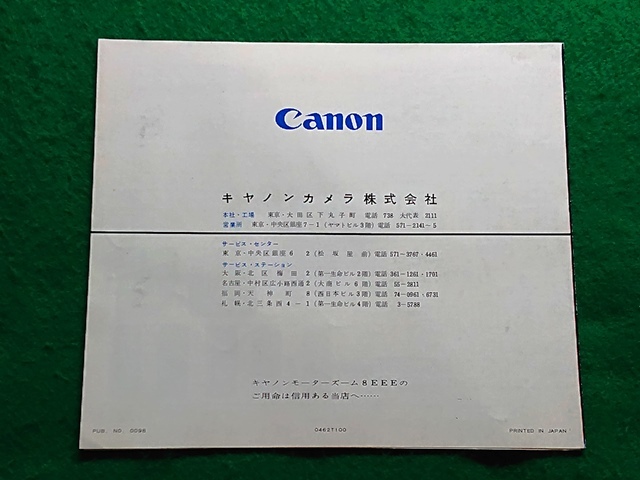 Canon
キヤノンカメラ株式会社
本社・工場 東京・大田区下丸子町 電話 738 大代表 2111
営業所 東京・中央区銀座7-1 (ヤマトビル3階) 電話 571-2141~5
サービス・センター
東京・中央区銀座6 2 (松坂屋前) 電話 571-3767・4461
サービス・ステーション
大阪・北区梅田2 (第一生命ビル2階) 電話 361-1261・1701
名古屋・中村区広小路西通2 (大商ビル6階) 電話 55-2811
福岡・天神町 8 (西日本ビル3階) 電話 74-0961・6731
札幌・北三条西4-1 (第一生命ビル4階) 電話 3-5788
キヤノンモーターズーム8EEEの
ご用命は信用ある当店へ……
PUB. NO. 0096
0462T100
PRINTED IN JAPAN